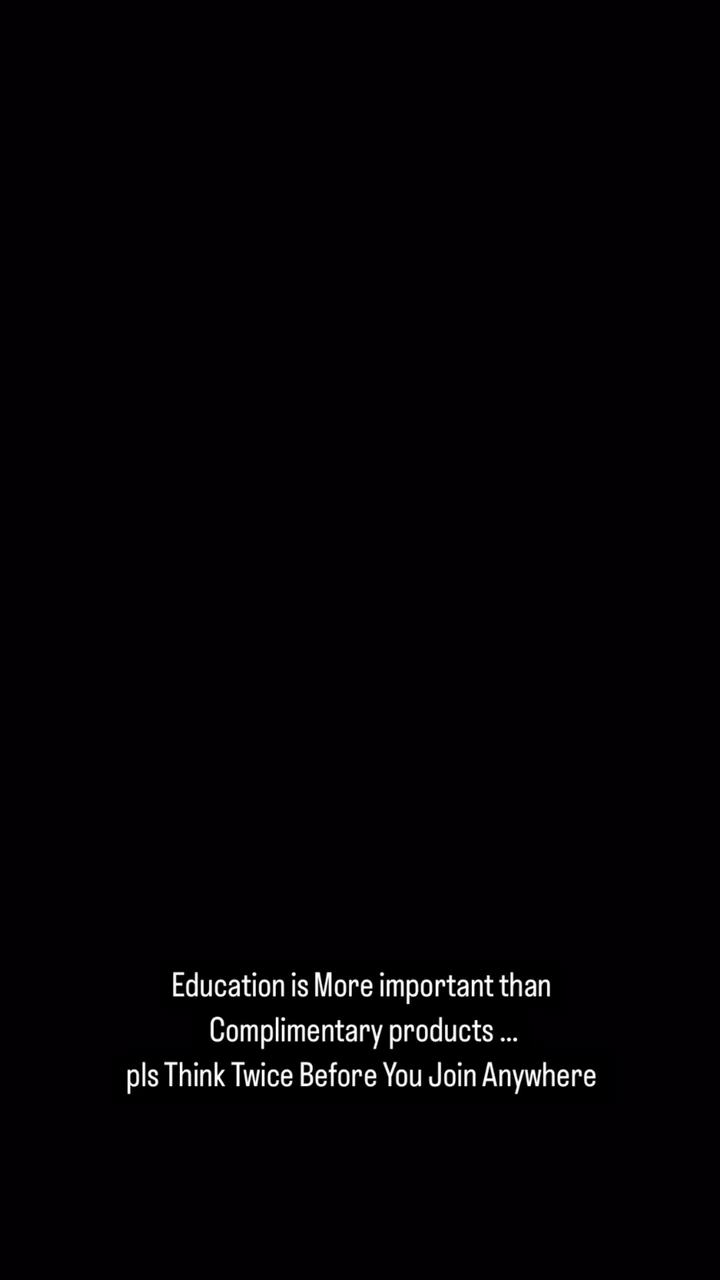 Education is More important than
Complimentary products ...
pls Think Twice Before You Join Anywhere